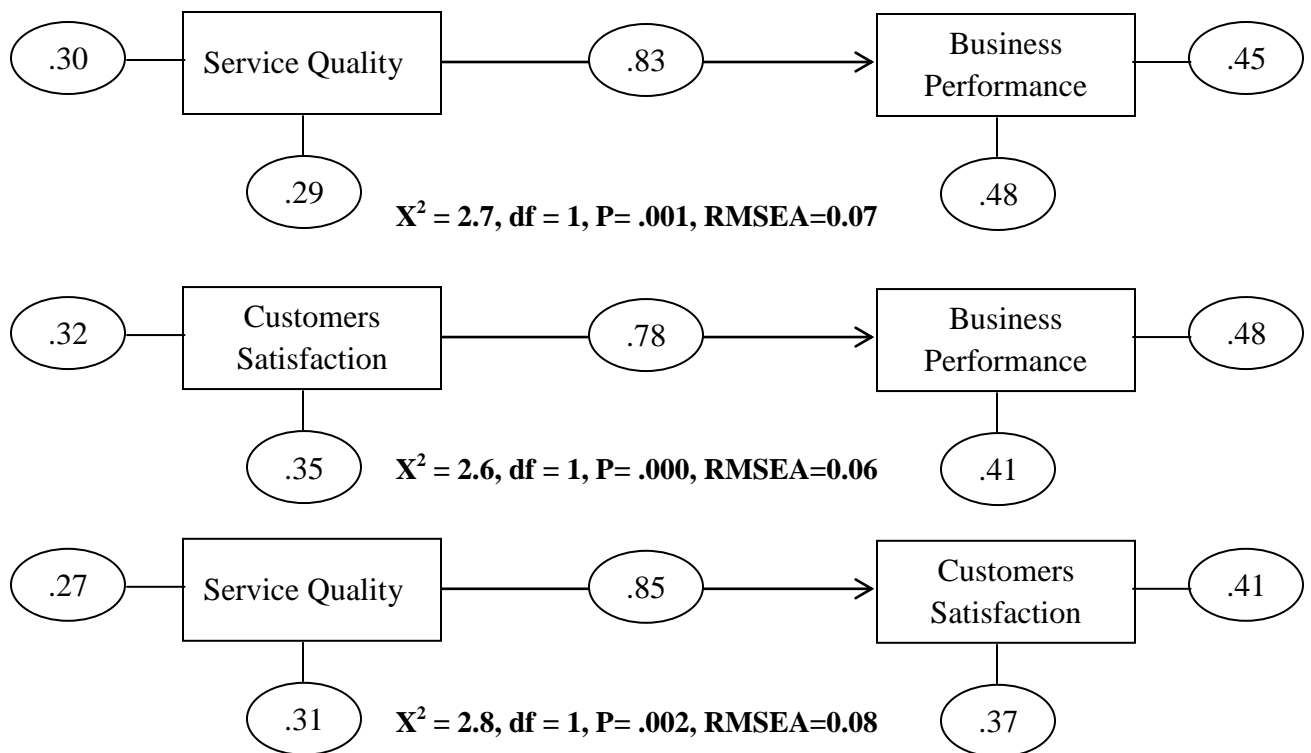 .30
Service Quality
.83
Business
Performance
.45
.29
.48
X² = 2.7, df = 1, P= .001, RMSEA=0.07
.32
Customers
Satisfaction
.78
Business
Performance
.48
.35
.41
X² = 2.6, df = 1, P= .000, RMSEA=0.06
.27
Service Quality
.85
Customers
Satisfaction
.41
.31
.37
X² = 2.8, df = 1, P= .002, RMSEA=0.08